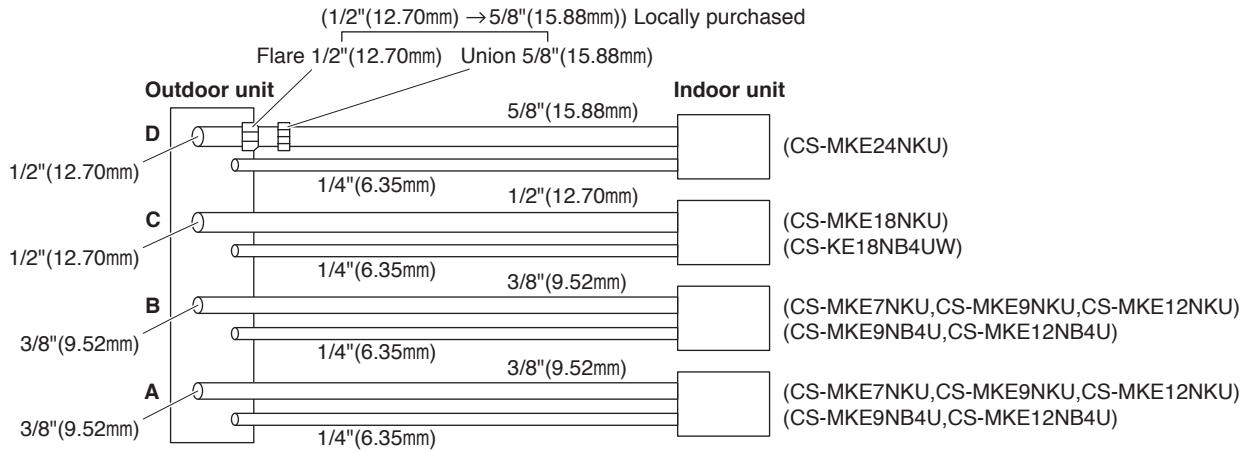 (1/2"(12.70mm) →5/8"(15.88mm)) Locally purchased
Flare 1/2"(12.70mm) Union 5/8"(15.88mm)
Outdoor unit
Indoor unit
D
5/8"(15.88mm)
(CS-MKE24NKU)
1/2"(12.70mm)
1/4"(6.35mm)
C
1/2"(12.70mm)
(CS-MKE18NKU)
(CS-KE18NB4UW)
1/2"(12.70mm)
1/4"(6.35mm)
B
3/8"(9.52mm)
(CS-MKE7NKU,CS-MKE9NKU,CS-MKE12NKU)
(CS-MKE9NB4U,CS-MKE12NB4U)
3/8"(9.52mm)
1/4"(6.35mm)
A
3/8"(9.52mm)
(CS-MKE7NKU,CS-MKE9NKU,CS-MKE12NKU)
(CS-MKE9NB4U,CS-MKE12NB4U)
3/8"(9.52mm)
1/4"(6.35mm)